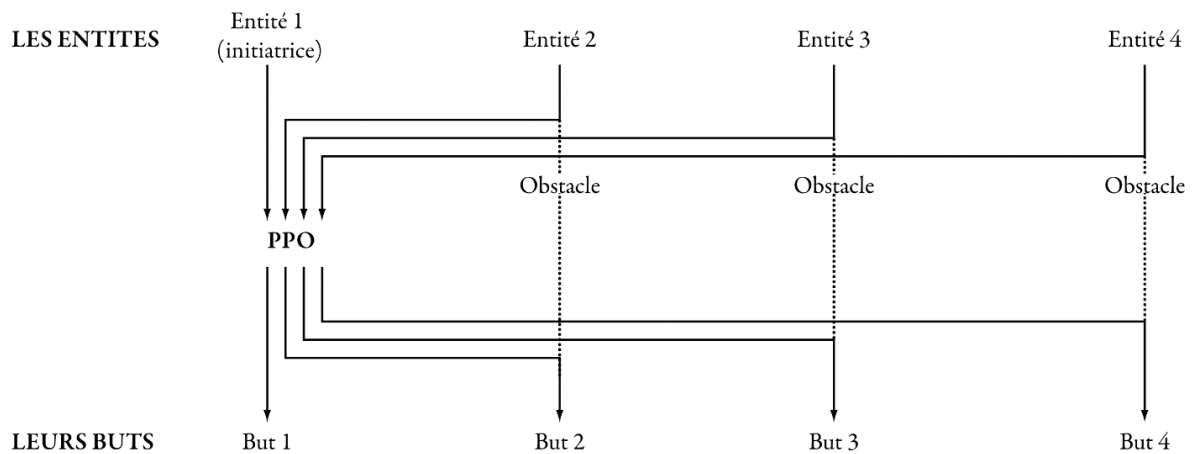 LES ENTITES
Entité 1
(initiatrice)
Entité 2
Entité 3
Entité 4
Obstacle
Obstacle
Obstacle
PPO
LEURS BUTS
But 1
But 2
But 3
But 4